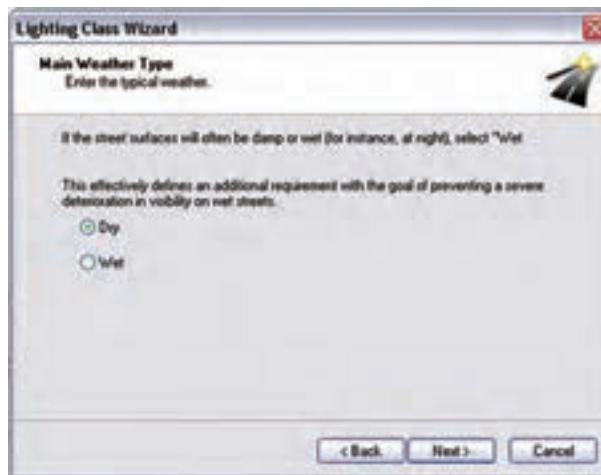 Lighting Class Wizard
Main Weather Type
Enter the typical weather.
If the street surfaces will often be damp or wet (for instance, at night), select "Wet
This effectively defines an additional requirement with the goal of preventing a severe
deterioration in visibility on wet streets.
Dry
Wet
< Back
Next >
Cancel